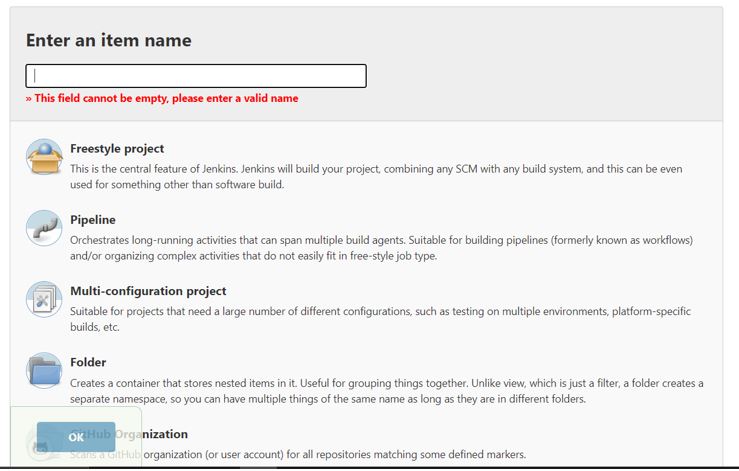 Enter an item name
» This field cannot be empty, please enter a valid name
Freestyle project
This is the central feature of Jenkins. Jenkins will build your project, combining any SCM with any build system, and this can be even
used for something other than software build.
Pipeline
Orchestrates long-running activities that can span multiple build agents. Suitable for building pipelines (formerly known as workflows)
and/or organizing complex activities that do not easily fit in free-style job type.
Multi-configuration project
Suitable for projects that need a large number of different configurations, such as testing on multiple environments, platform-specific
builds, etc.
Folder
Creates a container that stores nested items in it. Useful for grouping things together. Unlike view, which is just a filter, a folder creates a
separate namespace, so you can have multiple things of the same name as long as they are in different folders.
GitHub Organization
OK
Scans a GitHub organization (or user account) for all repositories matching some defined markers.